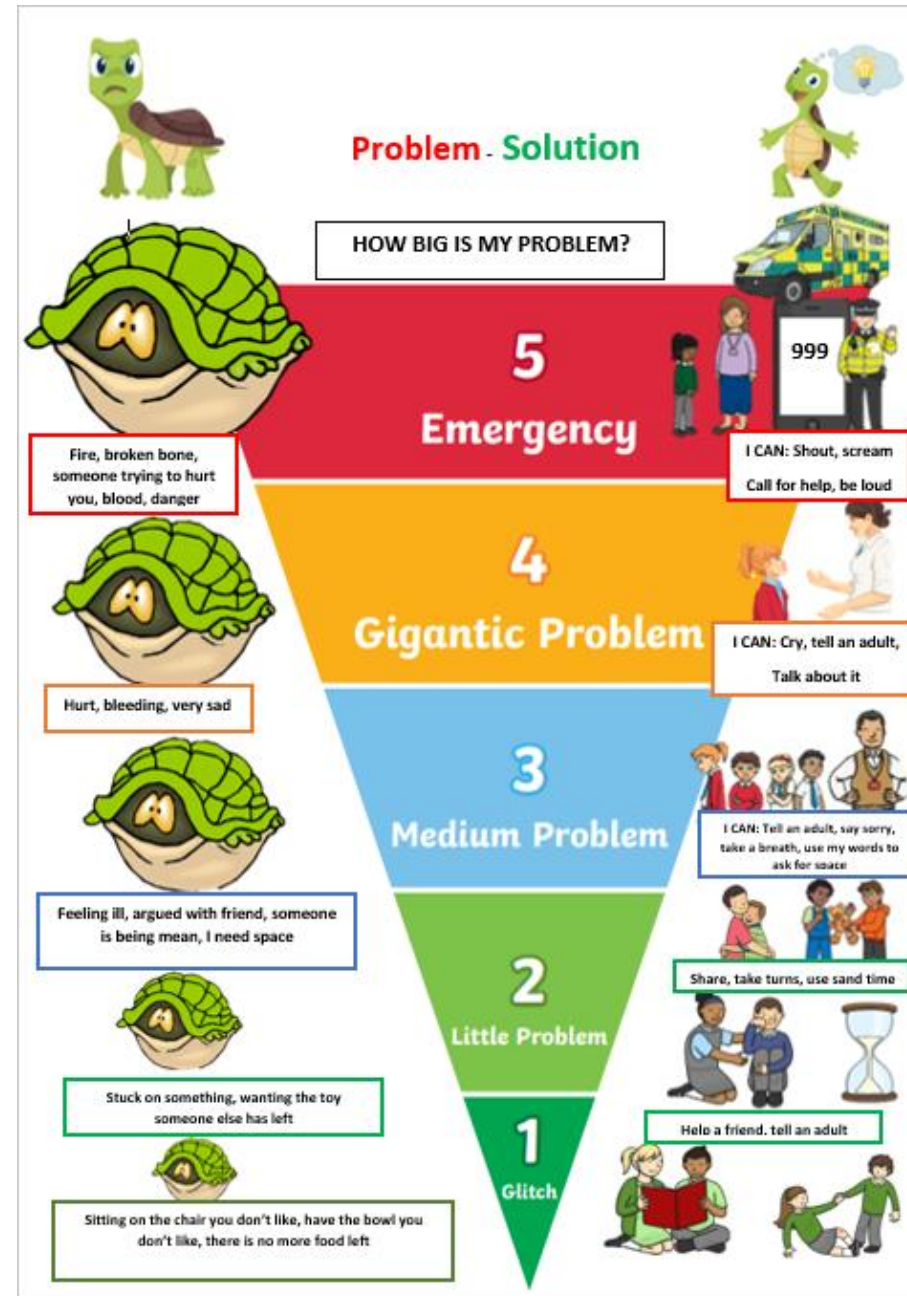 Problem - Solution
HOW BIG IS MY PROBLEM?
5
Emergency
999
Fire, broken bone,
someone trying to hurt
you, blood, danger
I CAN: Shout, scream
Call for help, be loud
4
Gigantic Problem
Hurt, bleeding, very sad
I CAN: Cry, tell an adult,
Talk about it
3
Medium Problem
Feeling ill, argued with friend, someone
is being mean, I need space
I CAN: Tell an adult, say sorry,
take a breath, use my words to
ask for space
2
Little Problem
Stuck on something, wanting the toy
someone else has left
Share, take turns, use sand time
1
Glitch
Sitting on the chair you don't like, have the bowl you
don't like, there is no more food left
Help a friend, tell an adult